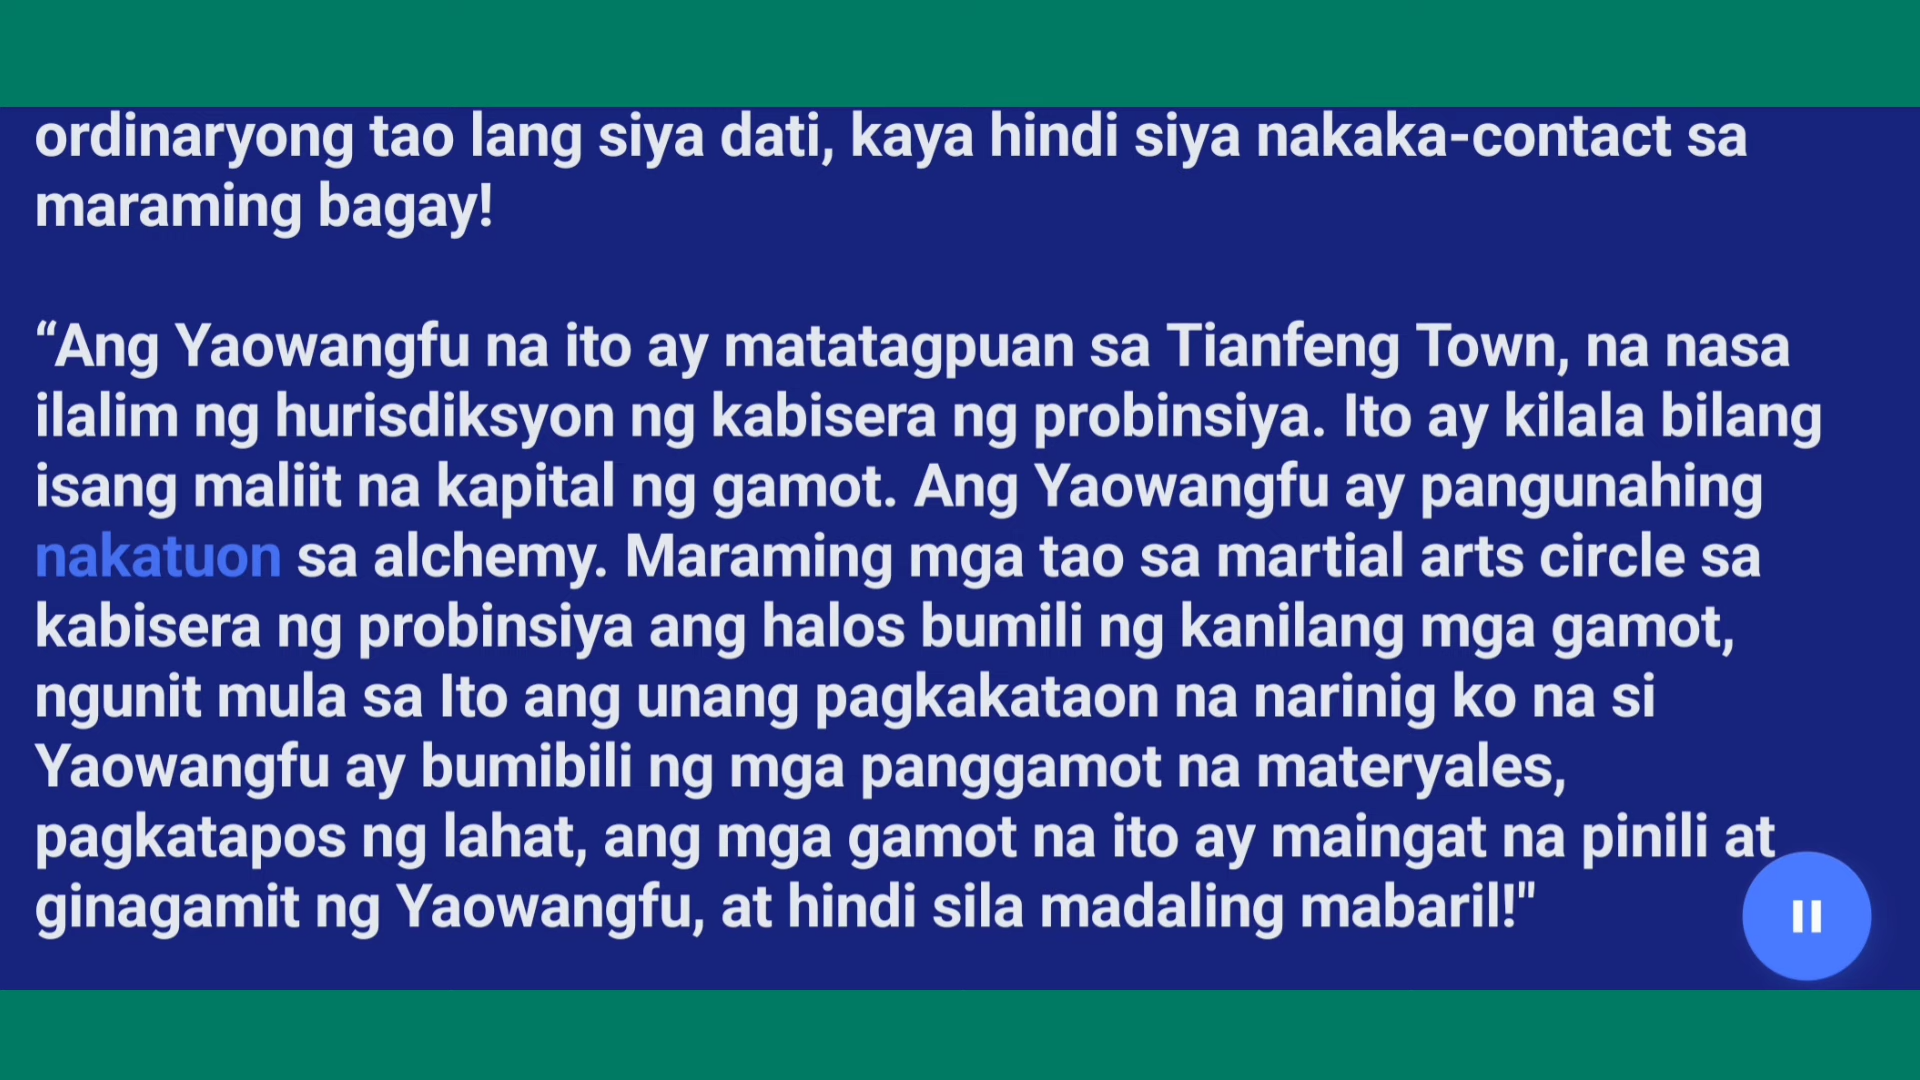 ordinaryong tao lang siya dati, kaya hindi siya nakaka-contact sa
maraming bagay!
“Ang Yaowangfu na ito ay matatagpuan sa Tianfeng Town, na nasa
ilalim ng hurisdiksyon ng kabisera ng probinsiya. Ito ay kilala bilang
isang maliit na kapital ng gamot. Ang Yaowangfu ay pangunahing
nakatuon sa alchemy. Maraming mga tao sa martial arts circle sa
kabisera ng probinsiya ang halos bumili ng kanilang mga gamot,
ngunit mula sa Ito ang unang pagkakataon na narinig ko na si
Yaowangfu ay bumibili ng mga panggamot na materyales,
pagkatapos ng lahat, ang mga gamot na ito ay maingat na pinili at
ginagamit ng Yaowangfu, at hindi sila madaling mabaril!"